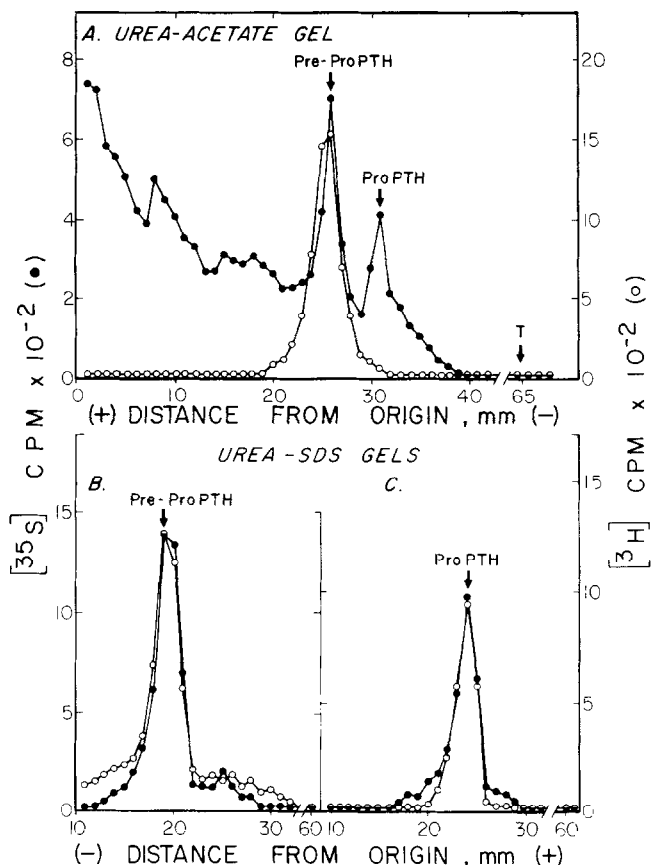 A. UREA-ACETATE GEL
Pre-ProPTH
ProPTH
T
8
6
4
2
0
20
15
10
5
0
0 10 20 30 40 65
(+) DISTANCE FROM ORIGIN, mm (-)
[35S] CPM x 10-2 (●)
[3H] CPM x 10-2 (○)
UREA-SDS GELS
B.
C.
Pre-ProPTH
ProPTH
15
10
5
0
15
10
5
0
10 20 30 60 10 20 30 60
(-) DISTANCE FROM ORIGIN, mm (+)